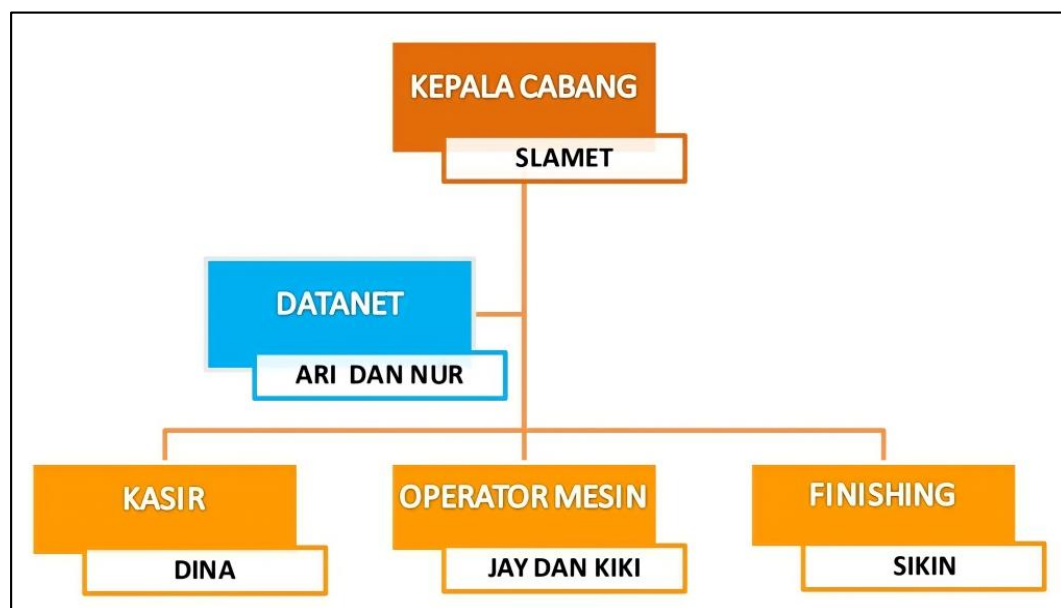 KEPALA CABANG
SLAMET
DATANET
ARI DAN NUR
KASIR
DINA
OPERATOR MESIN
JAY DAN KIKI
FINISHING
SIKIN